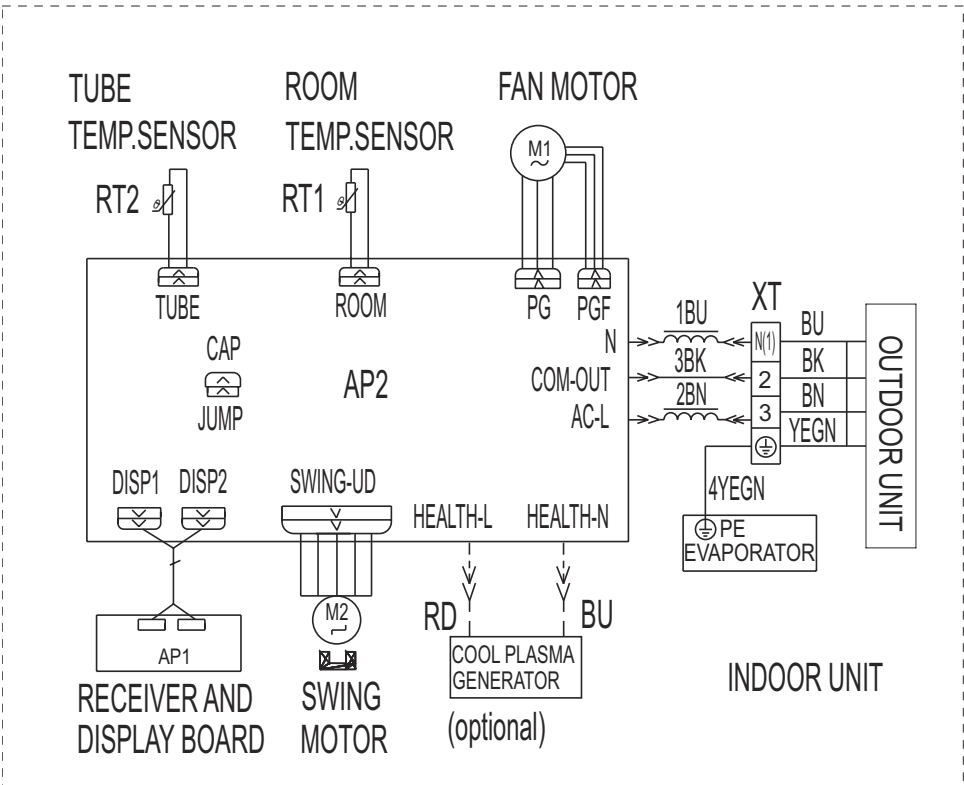 TUBE
TEMP.SENSOR
RT2
ROOM
TEMP.SENSOR
RT1
FAN MOTOR
M1
TUBE
ROOM
PG
PGF
CAP
JUMP
AP2
N
COM-OUT
AC-L
1BU
3BK
2BN
XT
N(1)
2
3
BU
BK
BN
YEGN
OUTDOOR UNIT
4YEGN
PE
EVAPORATOR
DISP1
DISP2
SWING-UD
HEALTH-L
HEALTH-N
AP1
RECEIVER AND
DISPLAY BOARD
M2
SWING
MOTOR
RD
BU
COOL PLASMA
GENERATOR
(optional)
INDOOR UNIT